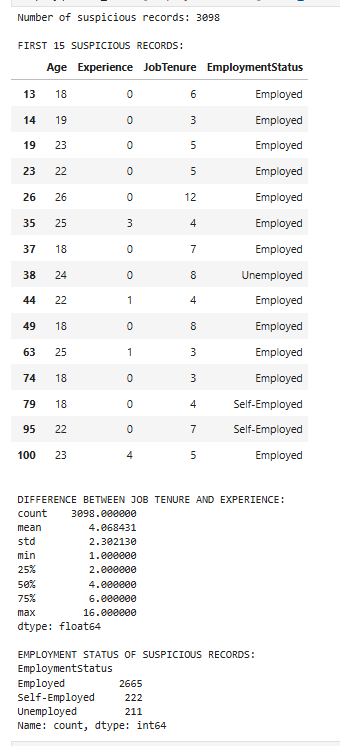 Number of suspicious records: 3098
FIRST 15 SUSPICIOUS RECORDS:
Age Experience JobTenure EmploymentStatus
13 18 0 6 Employed
14 19 0 3 Employed
19 23 0 5 Employed
23 22 0 5 Employed
26 26 0 12 Employed
35 25 3 4 Employed
37 18 0 7 Employed
38 24 0 8 Unemployed
44 22 1 4 Employed
49 18 0 8 Employed
63 25 1 3 Employed
74 18 0 3 Employed
79 18 0 4 Self-Employed
95 22 0 7 Self-Employed
100 23 4 5 Employed
DIFFERENCE BETWEEN JOB TENURE AND EXPERIENCE:
count 3098.000000
mean 4.068431
std 2.302130
min 1.000000
25% 2.000000
50% 4.000000
75% 6.000000
max 16.000000
dtype: float64
EMPLOYMENT STATUS OF SUSPICIOUS RECORDS:
EmploymentStatus
Employed 2665
Self-Employed 222
Unemployed 211
Name: count, dtype: int64